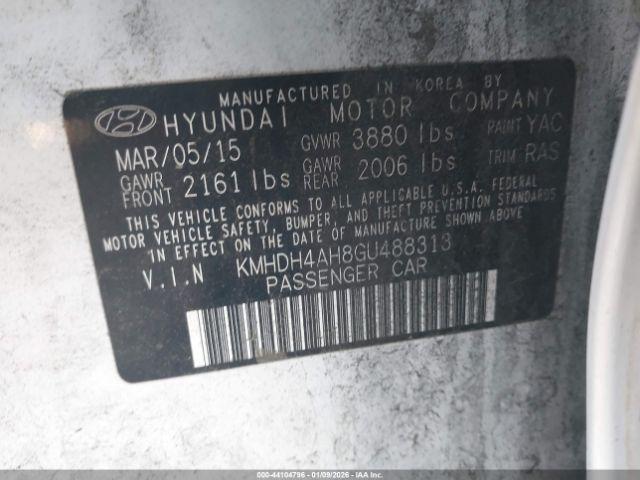 MANUFACTURED IN KOREA BY
HYUNDAI MOTOR COMPANY
MAR/05/15 GVWR 3880 lbs PAINT YAC
GAWR FRONT 2161 lbs GAWR REAR 2006 lbs TRIM RAS
THIS VEHICLE CONFORMS TO ALL APPLICABLE U.S.A. FEDERAL
MOTOR VEHICLE SAFETY, BUMPER, AND THEFT PREVENTION STANDARDS
IN EFFECT ON THE DATE OF MANUFACTURE SHOWN ABOVE
V.I.N KMHDH4AH8GU488313
PASSENGER CAR
000-44104796 - 01/09/2026 - IAA Inc.